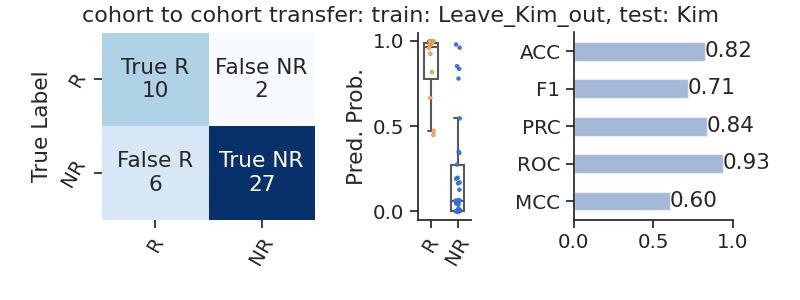 cohort to cohort transfer: train: Leave_Kim_out, test: Kim
True Label
R
NR
True R
10
False NR
2
False R
6
True NR
27
R
NR
Pred. Prob.
1.0
0.5
0.0
R
NR
ACC
0.82
F1
0.71
PRC
0.84
ROC
0.93
MCC
0.60
0.0
0.5
1.0